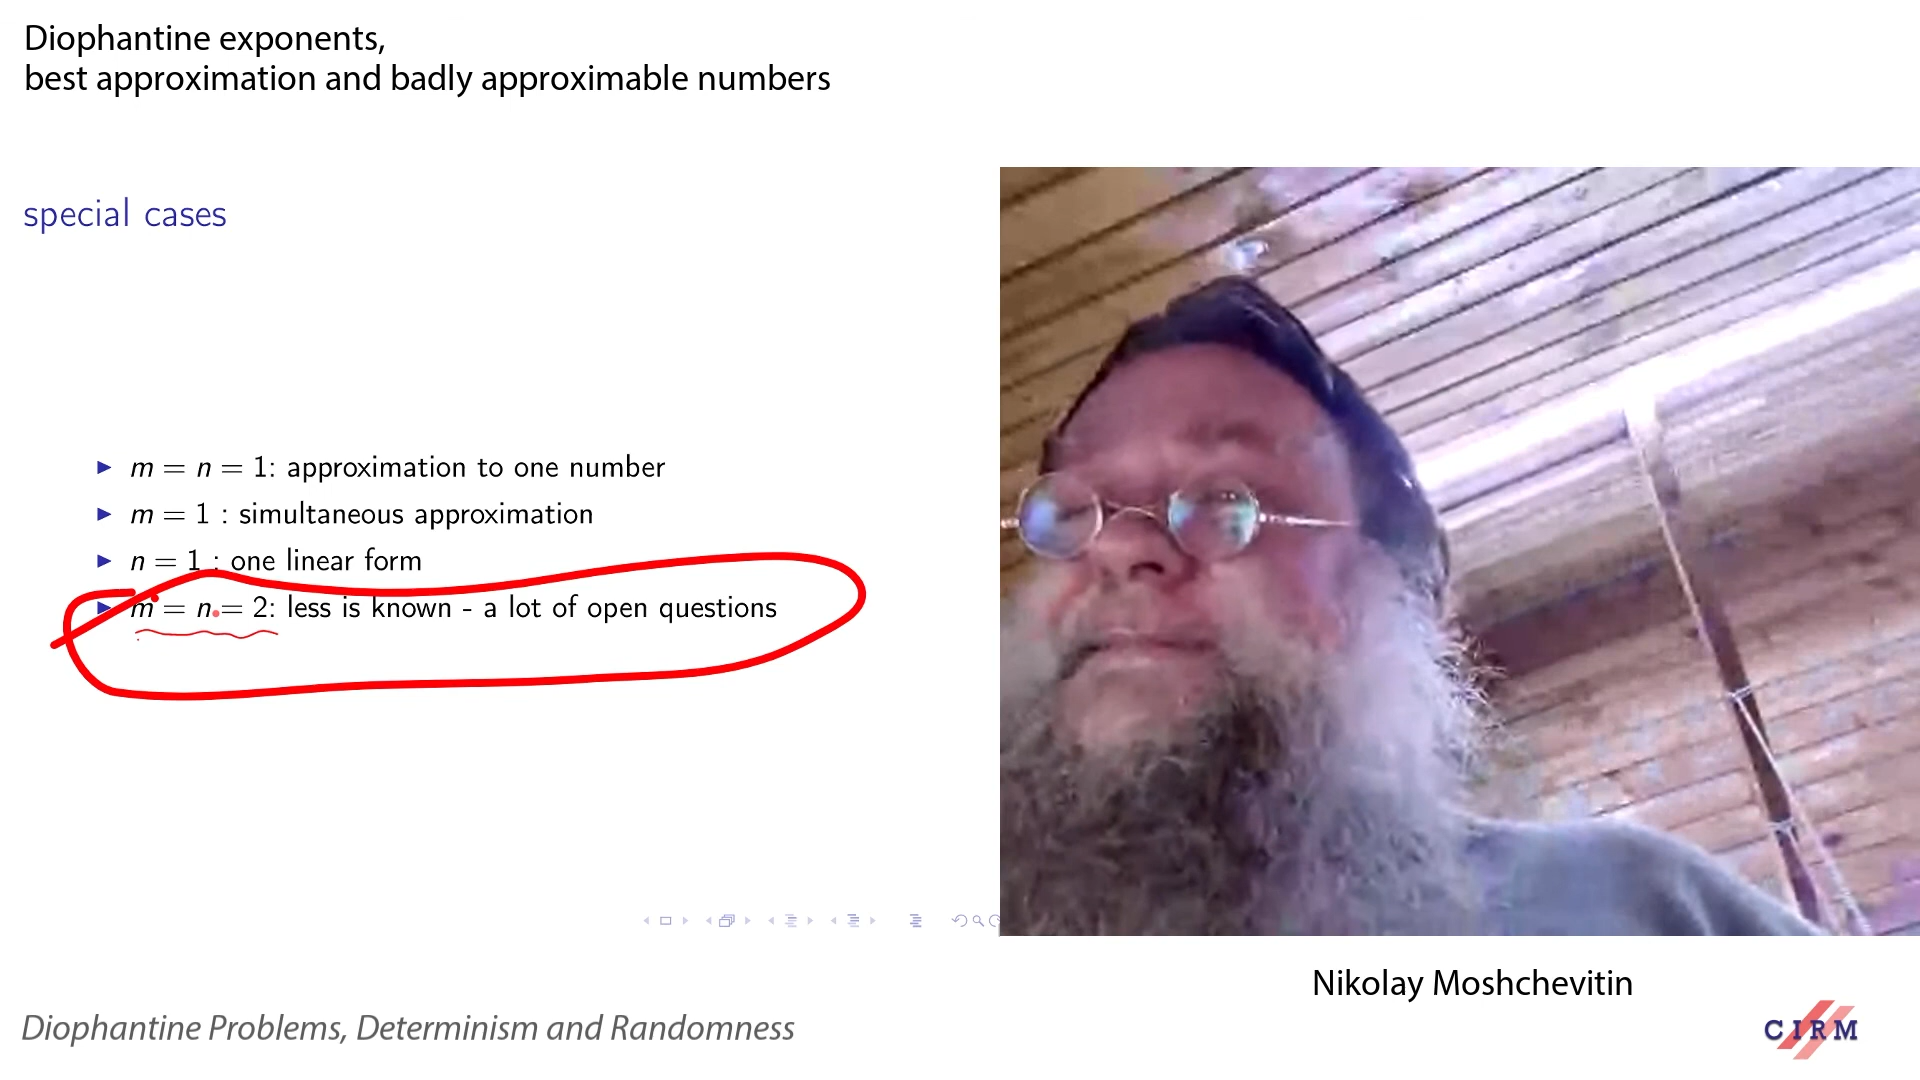 Diophantine exponents,
best approximation and badly approximable numbers
special cases
m = n = 1: approximation to one number
m = 1 : simultaneous approximation
n = 1 : one linear form
m = n = 2: less is known - a lot of open questions
Nikolay Moshchevitin
Diophantine Problems, Determinism and Randomness
CIRM